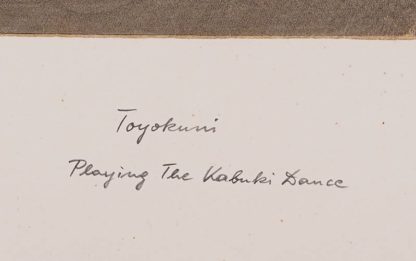 Toyokuni
Playing The Kabuki Dance